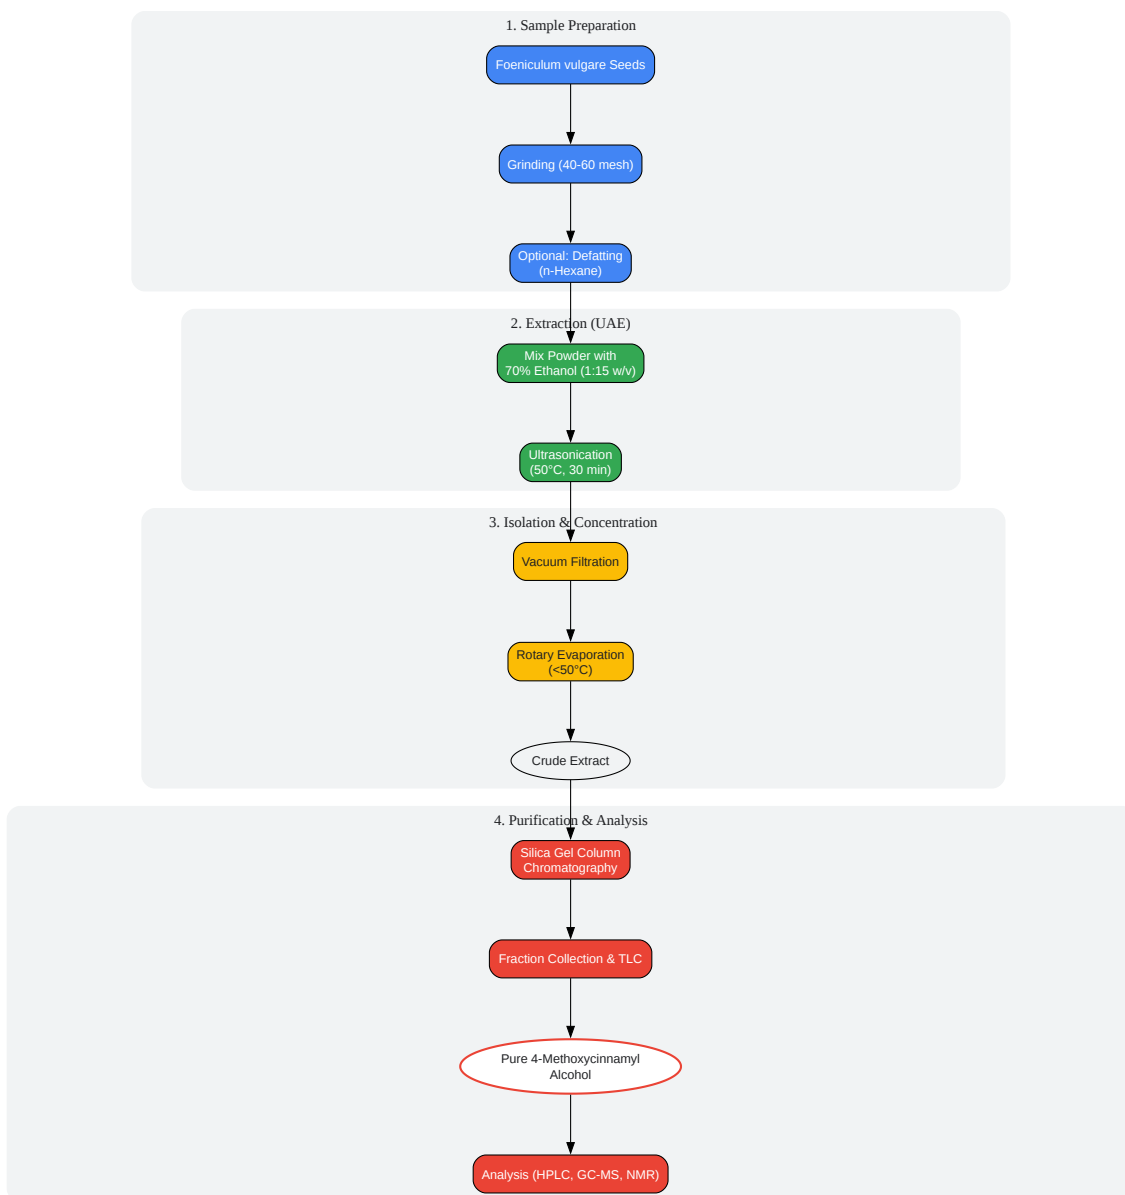 1. Sample Preparation
Foeniculum vulgare Seeds
Grinding (40-60 mesh)
Optional: Defatting
(n-Hexane)
2. Extraction (UAE)
Mix Powder with
70% Ethanol (1:15 w/v)
Ultrasonication
(50°C, 30 min)
3. Isolation & Concentration
Vacuum Filtration
Rotary Evaporation
(<50°C)
Crude Extract
4. Purification & Analysis
Silica Gel Column
Chromatography
Fraction Collection & TLC
Pure 4-Methoxycinnamyl
Alcohol
Analysis (HPLC, GC-MS, NMR)